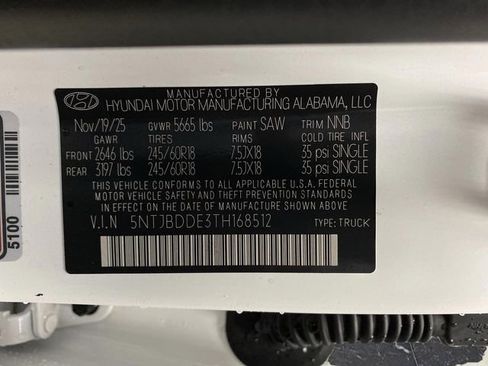 MANUFACTURED BY
HYUNDAI MOTOR MANUFACTURING ALABAMA, LLC
Nov/19/25 GVWR 5665 lbs PAINT SAW TRIM NNB
GAWR TIRES RIMS COLD TIRE INFL
FRONT 2646 lbs 245/60R18 7.5JX18 35 psi SINGLE
REAR 3197 lbs 245/60R18 7.5JX18 35 psi SINGLE
THIS VEHICLE CONFORMS TO ALL APPLICABLE U.S.A. FEDERAL
MOTOR VEHICLE SAFETY AND THEFT PREVENTION STANDARDS
IN EFFECT ON THE DATE OF MANUFACTURE SHOWN ABOVE
V.I.N 5NTJBDDE3TH168512 TYPE: TRUCK
5100